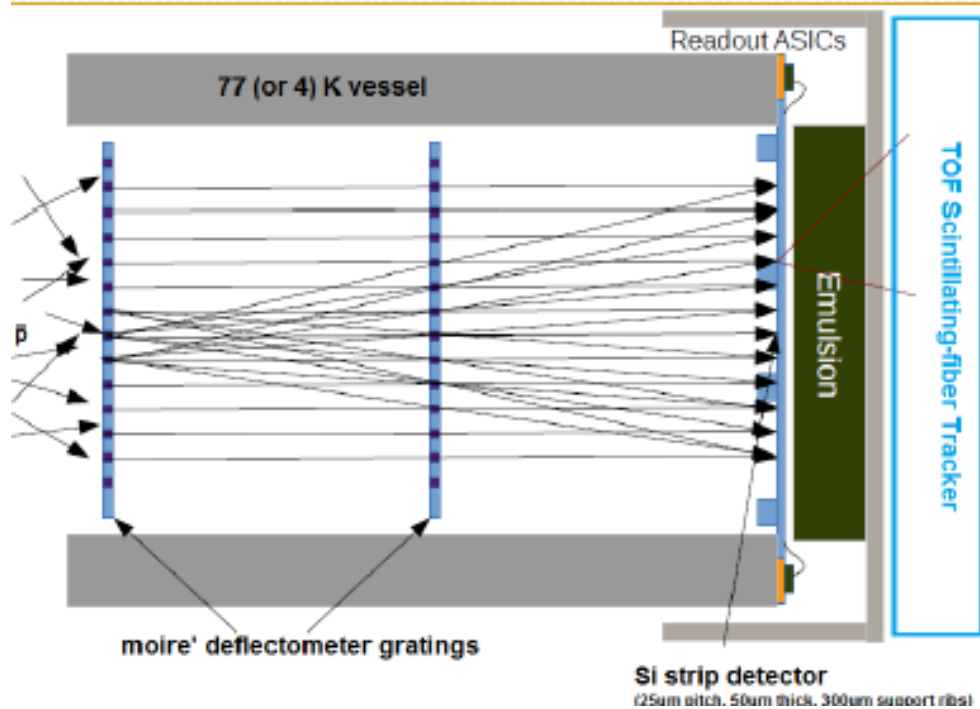 Readout ASICs
77 (or 4) K vessel
TOF Scintillating-fiber Tracker
p̄
Emulsion
moire' deflectometer gratings
Si strip detector
(25um pitch, 50um thick, 300um support ribs)